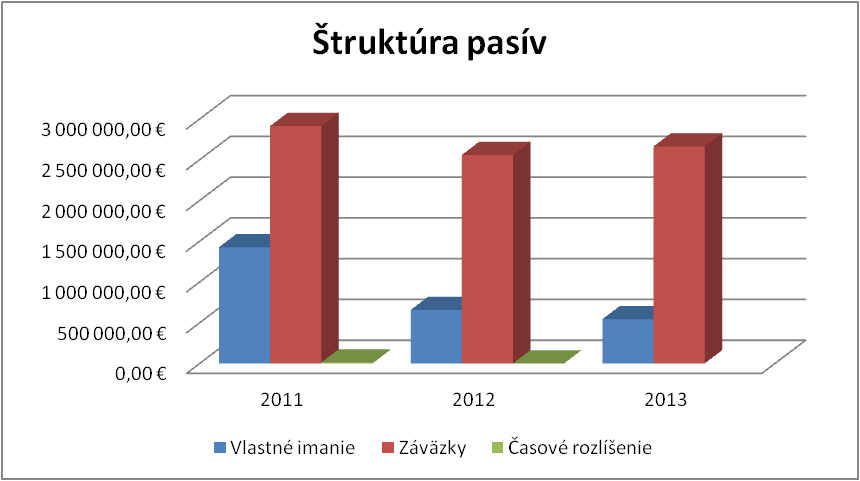 Štruktúra pasív
3 000 000,00 €
2 500 000,00 €
2 000 000,00 €
1 500 000,00 €
1 000 000,00 €
500 000,00 €
0,00 €
2011 2012 2013
Vlastné imanie Záväzky Časové rozlíšenie